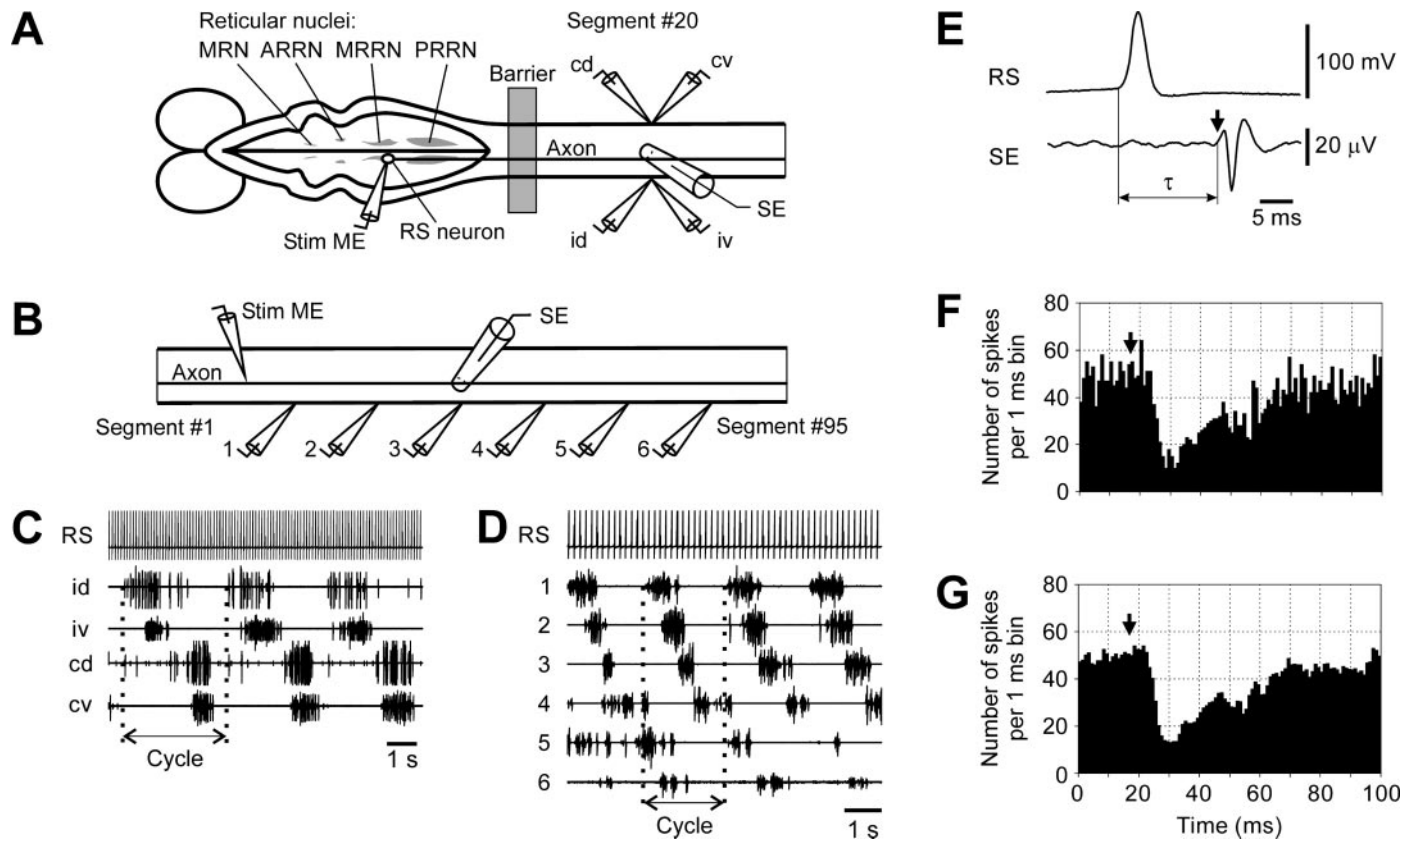 A
Reticular nuclei:
MRN ARRN MRRN PRRN
Segment #20
Barrier
cd
cv
Axon
Stim ME
RS neuron
id
iv
SE
B
Stim ME
SE
Axon
Segment #1
1
2
3
4
5
6
Segment #95
C
RS
id
iv
cd
cv
Cycle
1 s
D
RS
1
2
3
4
5
6
Cycle
1 s
E
RS
100 mV
SE
20 μV
τ
5 ms
F
Number of spikes
per 1 ms bin
80
60
40
20
0
G
Number of spikes
per 1 ms bin
80
60
40
20
0
0 20 40 60 80 100
Time (ms)